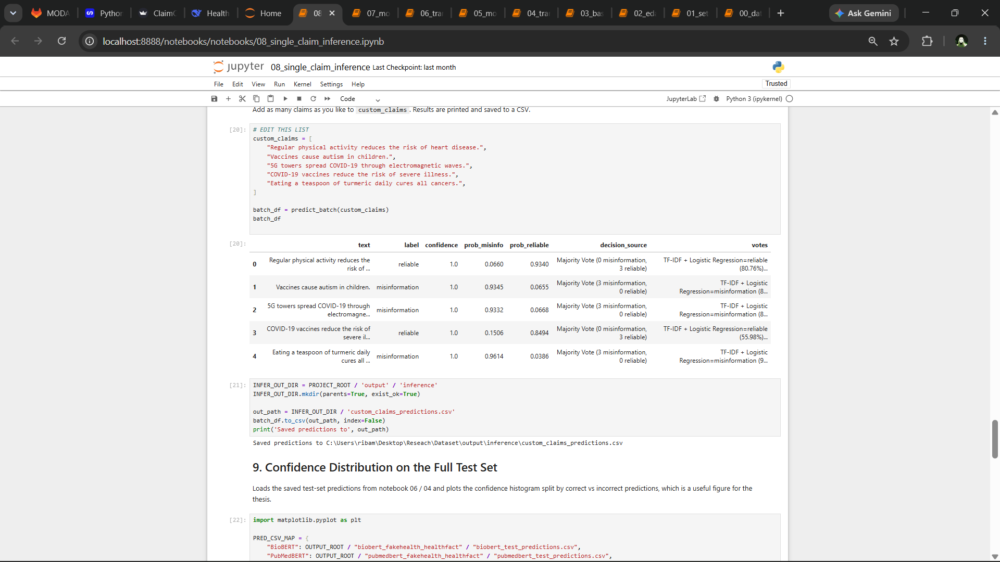 MODA
Python
Claim
Health
Home
08
07_mo
06_tra
05_mo
04_tra
03_bas
02_eda
01_set
00_dat
Ask Gemini
localhost:8888/notebooks/notebooks/08_single_claim_inference.ipynb
jupyter 08_single_claim_inference Last Checkpoint: last month
File Edit View Run Kernel Settings Help
Trusted
Code
JupyterLab
Python 3 (ipykernel)
Add as many claims as you like to custom_claims . Results are printed and saved to a CSV.
[20]:
# EDIT THIS LIST
custom_claims = [
"Regular physical activity reduces the risk of heart disease.",
"Vaccines cause autism in children.",
"5G towers spread COVID-19 through electromagnetic waves.",
"COVID-19 vaccines reduce the risk of severe illness.",
"Eating a teaspoon of turmeric daily cures all cancers.",
]
batch_df = predict_batch(custom_claims)
batch_df
[20]:
text label confidence prob_misinfo prob_reliable decision_source votes
0 Regular physical activity reduces the risk of ... reliable 1.0 0.0660 0.9340 Majority Vote (0 misinformation, 3 reliable) TF-IDF + Logistic Regression=reliable (80.76%)...
1 Vaccines cause autism in children. misinformation 1.0 0.9345 0.0655 Majority Vote (3 misinformation, 0 reliable) TF-IDF + Logistic Regression=misinformation (8...
2 5G towers spread COVID-19 through electromagne... misinformation 1.0 0.9332 0.0668 Majority Vote (3 misinformation, 0 reliable) TF-IDF + Logistic Regression=misinformation (8...
3 COVID-19 vaccines reduce the risk of severe il... reliable 1.0 0.1506 0.8494 Majority Vote (0 misinformation, 3 reliable) TF-IDF + Logistic Regression=reliable (55.98%)...
4 Eating a teaspoon of turmeric daily cures all ... misinformation 1.0 0.9614 0.0386 Majority Vote (3 misinformation, 0 reliable) TF-IDF + Logistic Regression=misinformation (9...
[21]:
INFER_OUT_DIR = PROJECT_ROOT / 'output' / 'inference'
INFER_OUT_DIR.mkdir(parents=True, exist_ok=True)
out_path = INFER_OUT_DIR / 'custom_claims_predictions.csv'
batch_df.to_csv(out_path, index=False)
print('Saved predictions to', out_path)
Saved predictions to C:\Users\ribam\Desktop\Reseach\Dataset\output\inference\custom_claims_predictions.csv
9. Confidence Distribution on the Full Test Set
Loads the saved test-set predictions from notebook 06 / 04 and plots the confidence histogram split by correct vs incorrect predictions, which is a useful figure for the
thesis.
[22]:
import matplotlib.pyplot as plt
PRED_CSV_MAP = {
"BioBERT": OUTPUT_ROOT / "biobert_fakehealth_healthfact" / "biobert_test_predictions.csv",
"PubMedBERT": OUTPUT_ROOT / "pubmedbert_fakehealth_healthfact" / "pubmedbert_test_predictions.csv",